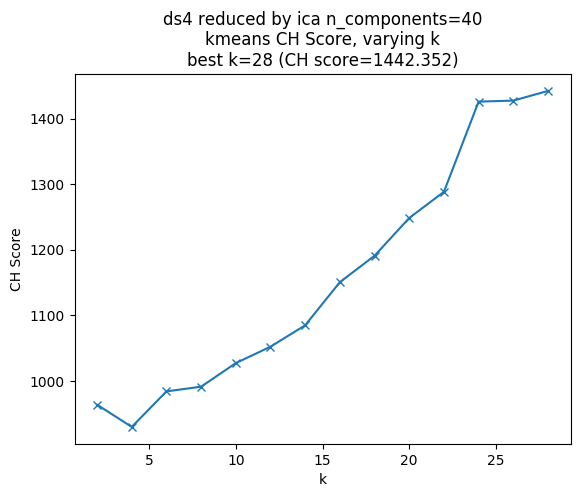 ds4 reduced by ica n_components=40
kmeans CH Score, varying k
best k=28 (CH score=1442.352)
1400
1300
1200
1100
1000
CH Score
5
10
15
20
25
k